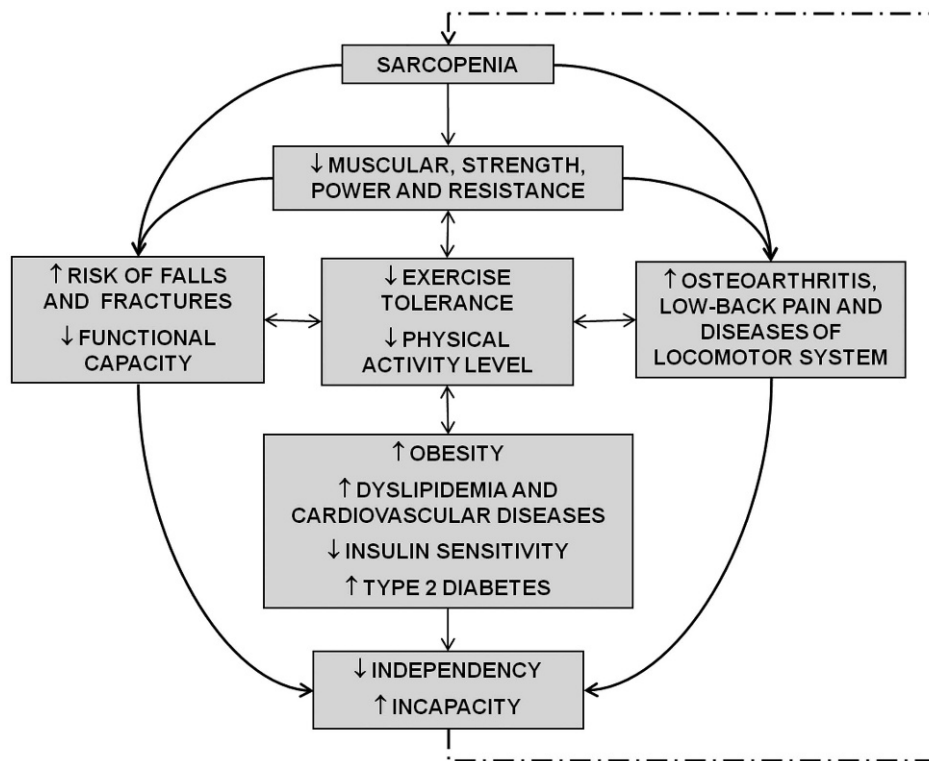 SARCOPENIA
↓ MUSCULAR, STRENGTH,
POWER AND RESISTANCE
↑ RISK OF FALLS
AND FRACTURES
↓ FUNCTIONAL
CAPACITY
↓ EXERCISE
TOLERANCE
↓ PHYSICAL
ACTIVITY LEVEL
↑ OSTEOARTHRITIS,
LOW-BACK PAIN AND
DISEASES OF
LOCOMOTOR SYSTEM
↑ OBESITY
↑ DYSLIPIDEMIA AND
CARDIOVASCULAR DISEASES
↓ INSULIN SENSITIVITY
↑ TYPE 2 DIABETES
↓ INDEPENDENCY
↑ INCAPACITY